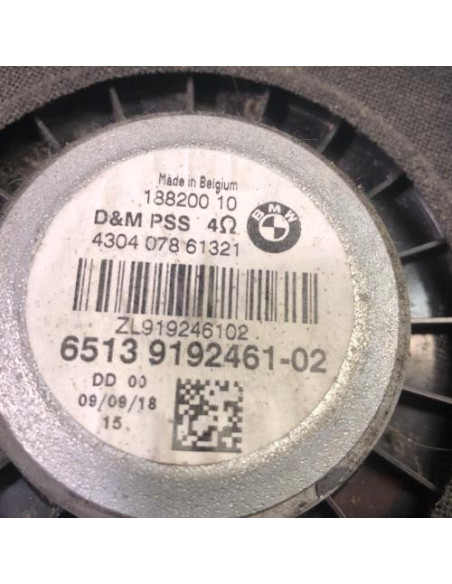 Made in Belgium
188200 10
D&M PSS 4Ω
BMW
4304 078 61321
ZL919246102
6513 9192461-02
DD 00
09/09/18
15